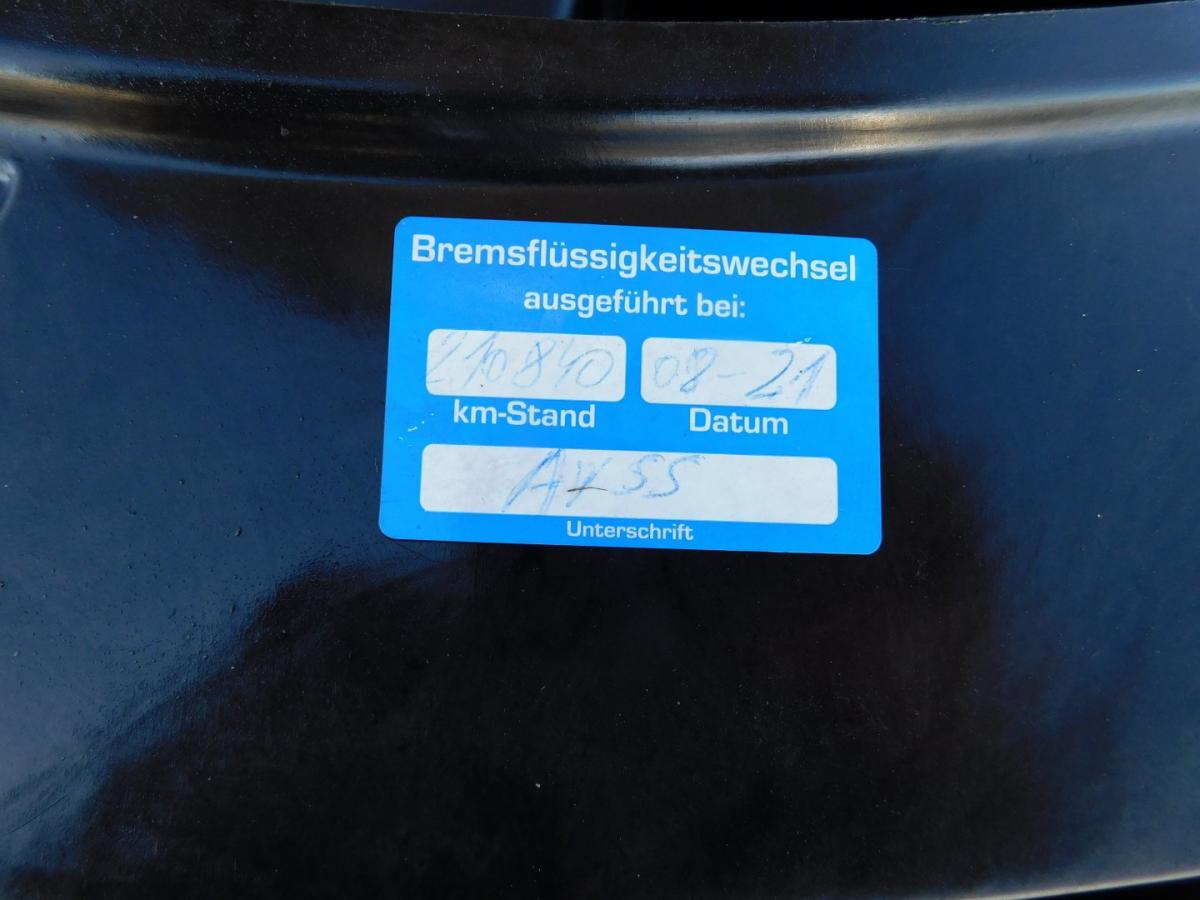 Bremsflüssigkeitswechsel
ausgeführt bei:
210840 08-21
km-Stand Datum
Unterschrift